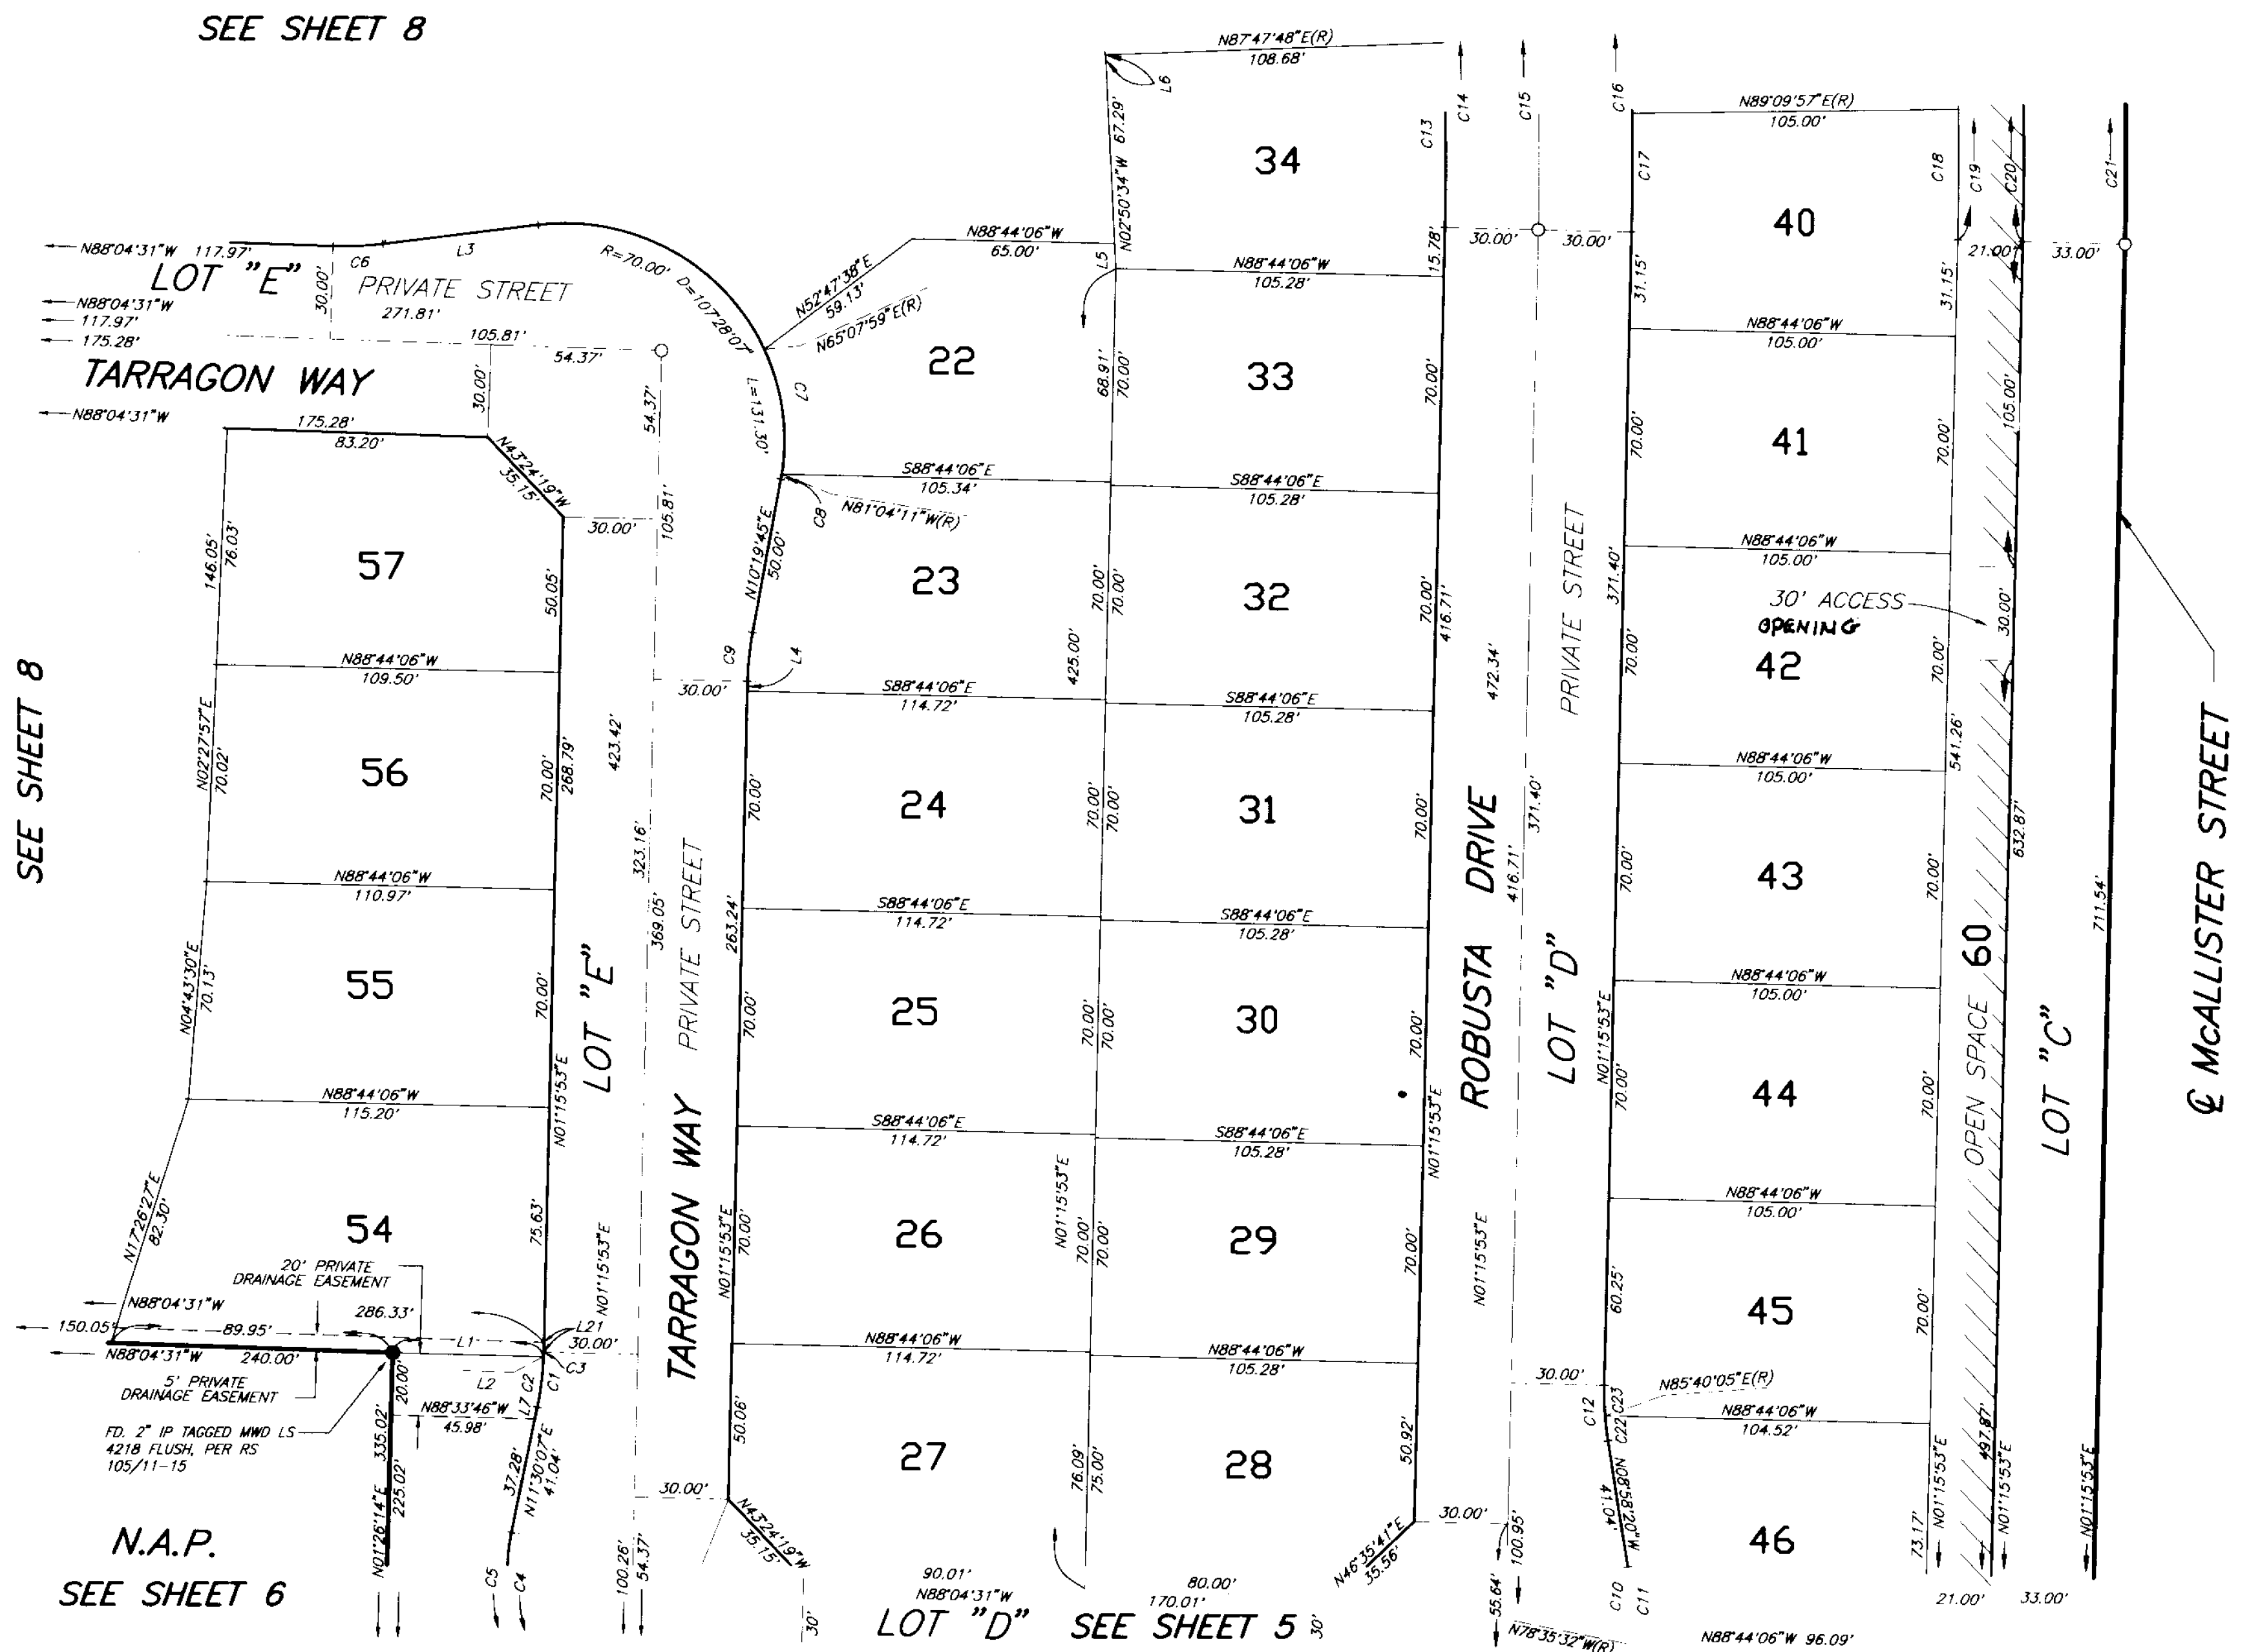 SEE SHEET 8
N87°47'48"E(R)
108.68'
L6
C14
C15
C16
N89°09'57"E(R)
105.00'
C13
C17
C18
C19
C20
C21
34
N02°50'34"W 67.29'
40
N88°04'31"W 117.97'
LOT "E"
C6
L3
R=70.00' D=107°28'07" L=131.30'
C7
N88°44'06"W
65.00'
L5
N88°44'06"W
105.28'
15.78'
30.00'
30.00'
31.15'
31.15'
21.00'
33.00'
30.00'
PRIVATE STREET
271.81'
N52°47'38"E
59.13'
N65°07'59"E(R)
N88°04'31"W
117.97'
175.28'
105.81'
54.37'
N88°44'06"W
105.00'
TARRAGON WAY
30.00'
54.37'
22
68.91'
70.00'
33
70.00'
41
70.00'
70.00'
105.00'
N88°04'31"W
175.28'
83.20'
N43°24'19"W
35.15'
S88°44'06"E
105.34'
S88°44'06"E
105.28'
C8
N81°04'11"W(R)
30.00'
105.81'
N88°44'06"W
105.00'
146.05'
76.03'
57
50.05'
N10°19'45"E
50.00'
23
70.00'
70.00'
32
70.00'
416.71'
PRIVATE STREET
371.40'
30' ACCESS
OPENING
30.00'
42
70.00'
70.00'
C9
L4
425.00'
472.34'
N88°44'06"W
109.50'
30.00'
S88°44'06"E
114.72'
S88°44'06"E
105.28'
SEE SHEET 8
N02°27'57"E
70.02'
56
70.00'
268.79'
423.42'
323.16'
369.05'
PRIVATE STREET
70.00'
24
70.00'
70.00'
31
70.00'
ROBUSTA DRIVE
371.40'
416.71'
N88°44'06"W
105.00'
541.26'
632.87'
711.54'
℄ McALLISTER STREET
43
70.00'
70.00'
N88°44'06"W
110.97'
263.24'
S88°44'06"E
114.72'
S88°44'06"E
105.28'
N04°43'30"E
70.13'
55
70.00'
N01°15'53"E
LOT "E"
25
70.00'
70.00'
70.00'
30
70.00'
LOT "D"
N01°15'53"E
N88°44'06"W
105.00'
OPEN SPACE 60
LOT "C"
N88°44'06"W
115.20'
S88°44'06"E
114.72'
S88°44'06"E
105.28'
N01°15'53"E
44
70.00'
70.00'
N88°44'06"W
105.00'
N17°26'27"E
82.30'
54
75.63'
N01°15'53"E
TARRAGON WAY
N01°15'53"E
70.00'
26
N01°15'53"E
70.00'
70.00'
29
70.00'
N01°15'53"E
60.25'
45
70.00'
20' PRIVATE
DRAINAGE EASEMENT
N88°04'31"W
286.33'
150.05'
89.95'
L1
L21
30.00'
N88°04'31"W
240.00'
C3
N88°44'06"W
114.72'
N88°44'06"W
105.28'
30.00'
N85°40'05"E(R)
5' PRIVATE
DRAINAGE EASEMENT
20.00'
L2
C2
C1
L7
N88°33'46"W
45.98'
C12
C23
C22
N88°44'06"W
104.52'
FD. 2" IP TAGGED MWD LS
4218 FLUSH, PER RS
105/11-15
335.02'
225.02'
N01°26'14"E
37.28'
N11°30'07"E
41.04'
50.06'
27
76.09'
75.00'
28
50.92'
N08°58'20"W
41.04'
46
N01°15'53"E
73.17'
497.87'
N01°15'53"E
N01°15'53"E
30.00'
N43°24'19"W
35.15'
30.00'
100.95'
N46°35'41"E
35.56'
N.A.P.
SEE SHEET 6
C5
C4
100.26'
54.37'
30'
90.01'
N88°04'31"W
80.00'
170.01'
LOT "D" SEE SHEET 5
30'
55.64'
C10
C11
21.00'
33.00'
N78°35'32"W(R)
N88°44'06"W 96.09'